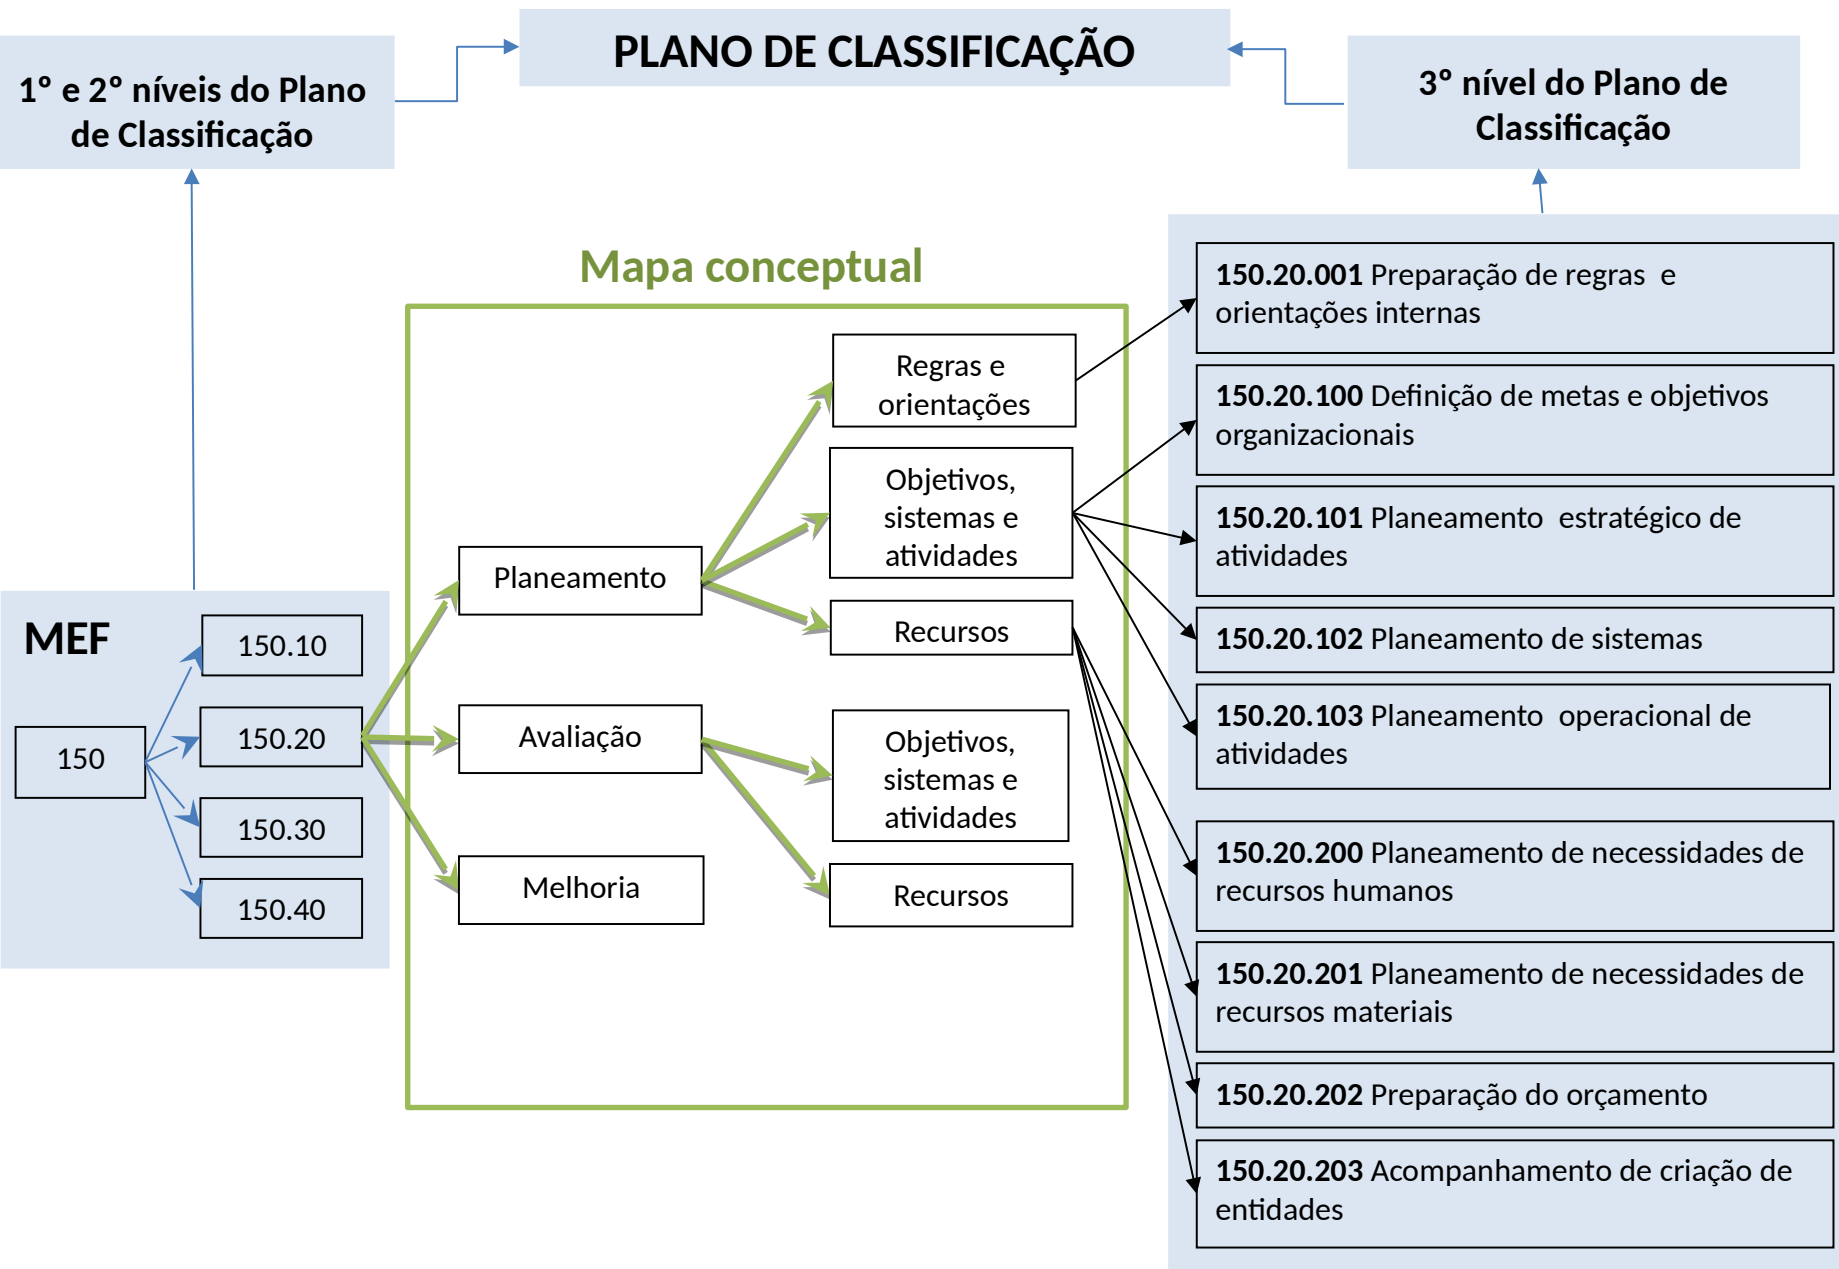 PLANO DE CLASSIFICAÇÃO
1º e 2º níveis do Plano
de Classificação
3º nível do Plano de
Classificação
Mapa conceptual
MEF
150
150.10
150.20
150.30
150.40
Planeamento
Avaliação
Melhoria
Regras e
orientações
Objetivos,
sistemas e
atividades
Recursos
Objetivos,
sistemas e
atividades
Recursos
150.20.001 Preparação de regras  e
orientações internas
150.20.100 Definição de metas e objetivos
organizacionais
150.20.101 Planeamento  estratégico de
atividades
150.20.102 Planeamento de sistemas
150.20.103 Planeamento  operacional de
atividades
150.20.200 Planeamento de necessidades de
recursos humanos
150.20.201 Planeamento de necessidades de
recursos materiais
150.20.202 Preparação do orçamento
150.20.203 Acompanhamento de criação de
entidades